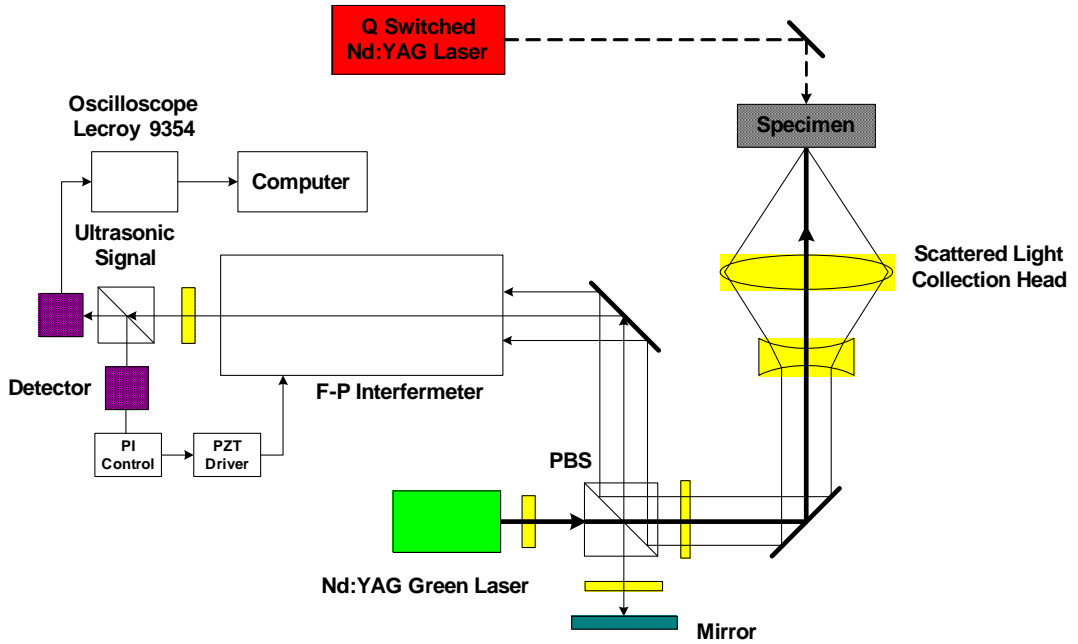 Q Switched
Nd:YAG Laser
Oscilloscope
Lecroy 9354
Specimen
Computer
Ultrasonic
Signal
Scattered Light
Collection Head
Detector
F-P Interfermeter
PI
Control
PZT
Driver
PBS
Nd:YAG Green Laser
Mirror